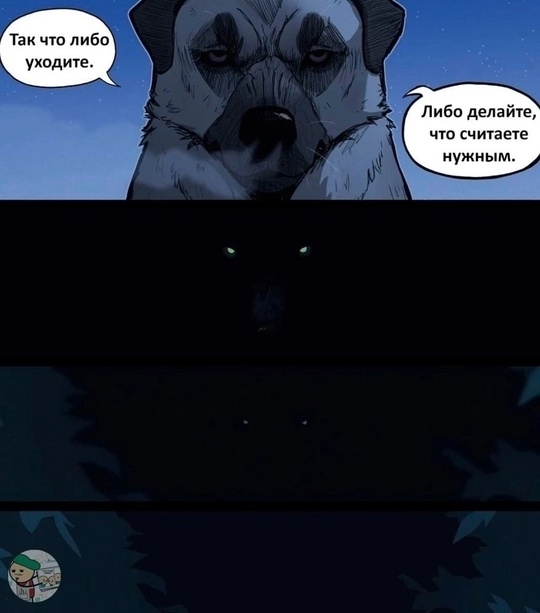 Так что либо
уходите.
Либо делайте,
что считаете
нужным.